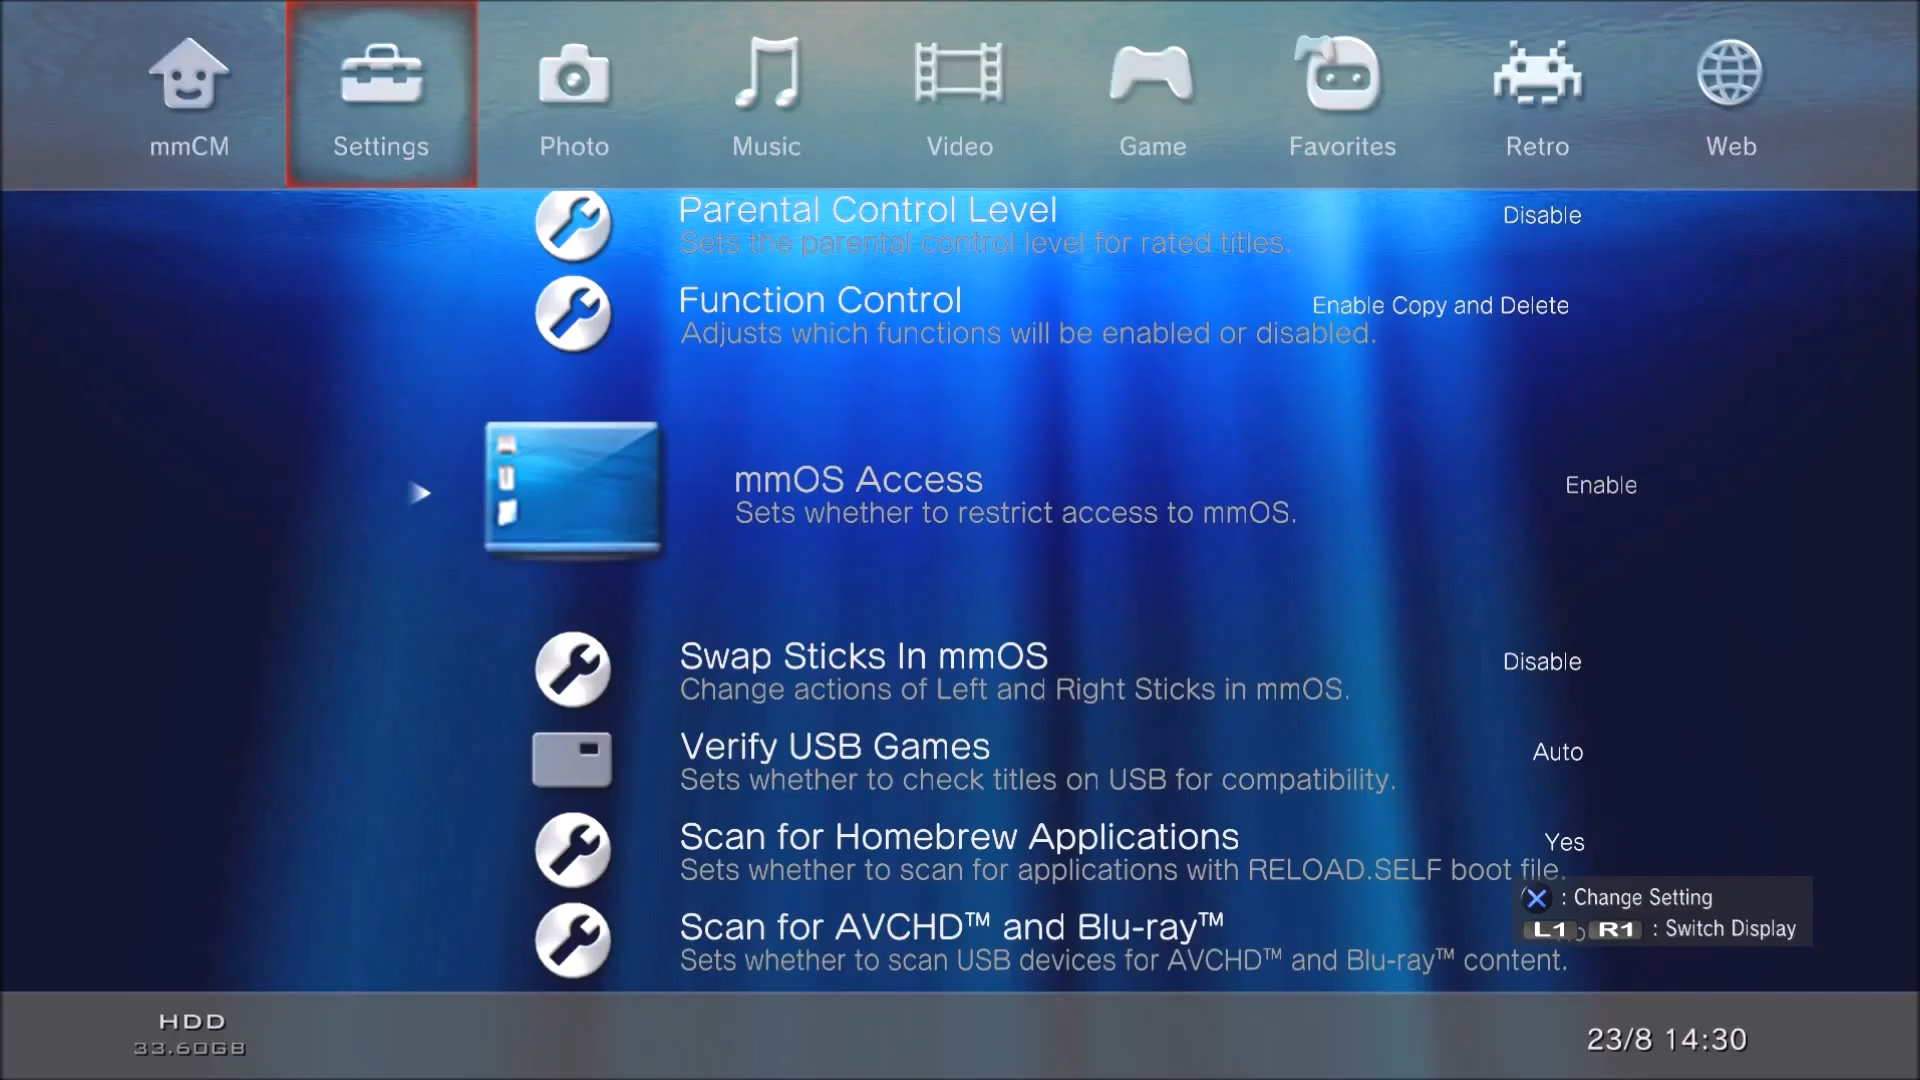 mmCM
Settings
Photo
Music
Video
Game
Favorites
Retro
Web
Parental Control Level
Disable
Sets the parental control level for rated titles.
Function Control
Enable Copy and Delete
Adjusts which functions will be enabled or disabled.
mmOS Access
Enable
Sets whether to restrict access to mmOS.
Swap Sticks In mmOS
Disable
Change actions of Left and Right Sticks in mmOS.
Verify USB Games
Auto
Sets whether to check titles on USB for compatibility.
Scan for Homebrew Applications
Yes
Sets whether to scan for applications with RELOAD.SELF boot file.
: Change Setting
Scan for AVCHD™ and Blu-ray™
L1 R1 : Switch Display
Sets whether to scan USB devices for AVCHD™ and Blu-ray™ content.
HDD
33.60GB
23/8 14:30